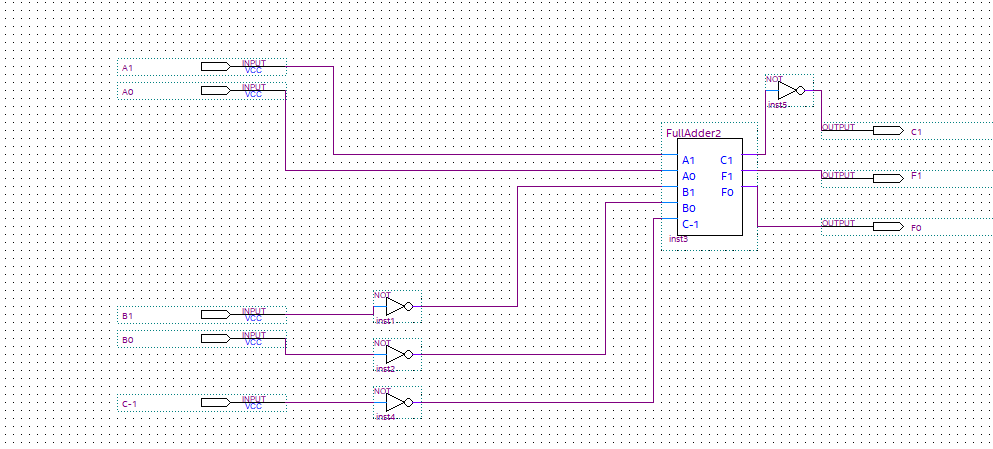 A1 INPUT
VCC
A0 INPUT
VCC
NOT
inst5
OUTPUT C1
FullAdder2
A1 C1
A0 F1
B1 F0
B0
C-1
inst3
OUTPUT F1
OUTPUT F0
B1 INPUT
VCC
NOT
inst1
B0 INPUT
VCC
NOT
inst2
C-1 INPUT
VCC
NOT
inst4